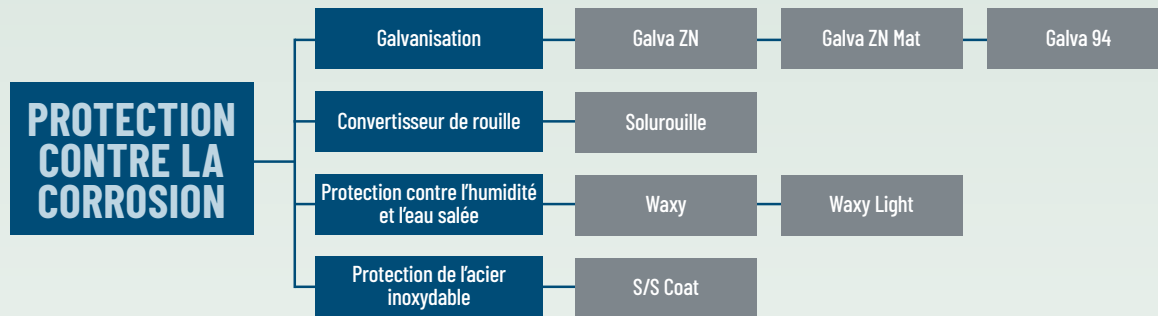 PROTECTION
CONTRE LA
CORROSION
Galvanisation
Galva ZN
Galva ZN Mat
Galva 94
Convertisseur de rouille
Solurouille
Protection contre l'humidité
et l'eau salée
Waxy
Waxy Light
Protection de l'acier
inoxydable
S/S Coat